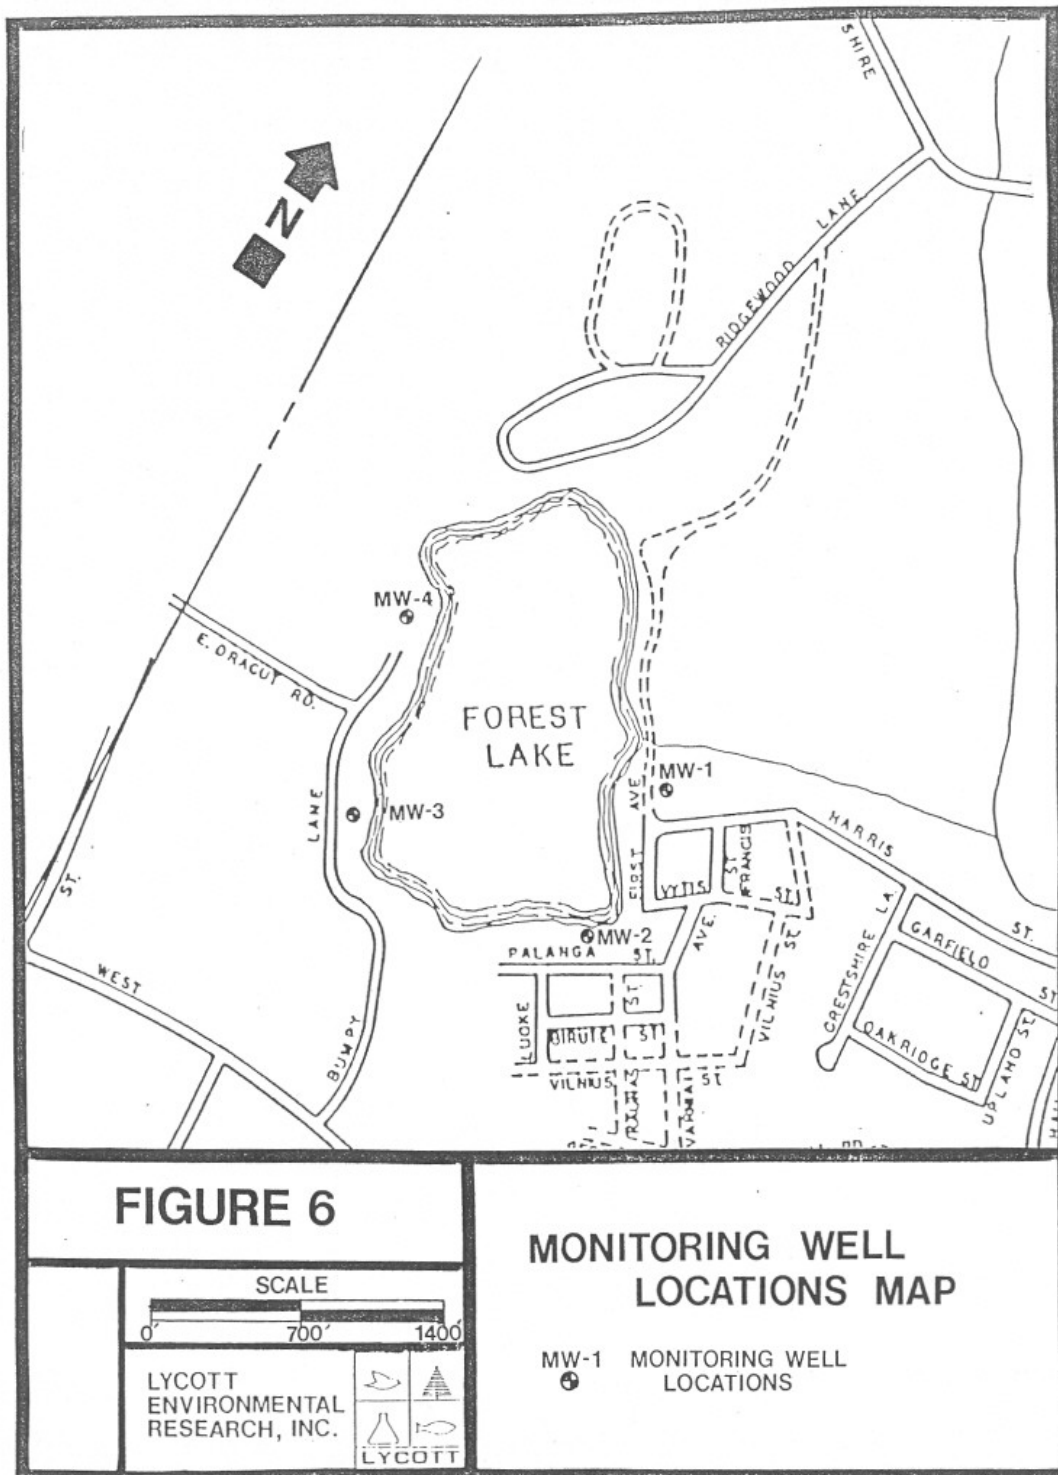 SHIRE
N
RIDGEWOOD LANE
MW-4
E. DRACUT RD.
FOREST
LAKE
MW-1
MW-3
LANE
FIRST AVE
HARRIS
ST.
FRANCIS
ST
VYTIS
ST.
ST.
MW-2
AVE.
PALANGA ST.
CRESTSHIRE LA.
GARFIELD
ST
WEST
LUOKE
ST.
VILNIUS ST.
BIRUTE ST.
OAKRIDGE ST.
UPLAND ST.
BUMPY
VILNIUS
ST.
FIGURE 6
SCALE
0' 700' 1400'
LYCOTT
ENVIRONMENTAL
RESEARCH, INC.
LYCOTT
MONITORING WELL
LOCATIONS MAP
MW-1 MONITORING WELL
LOCATIONS